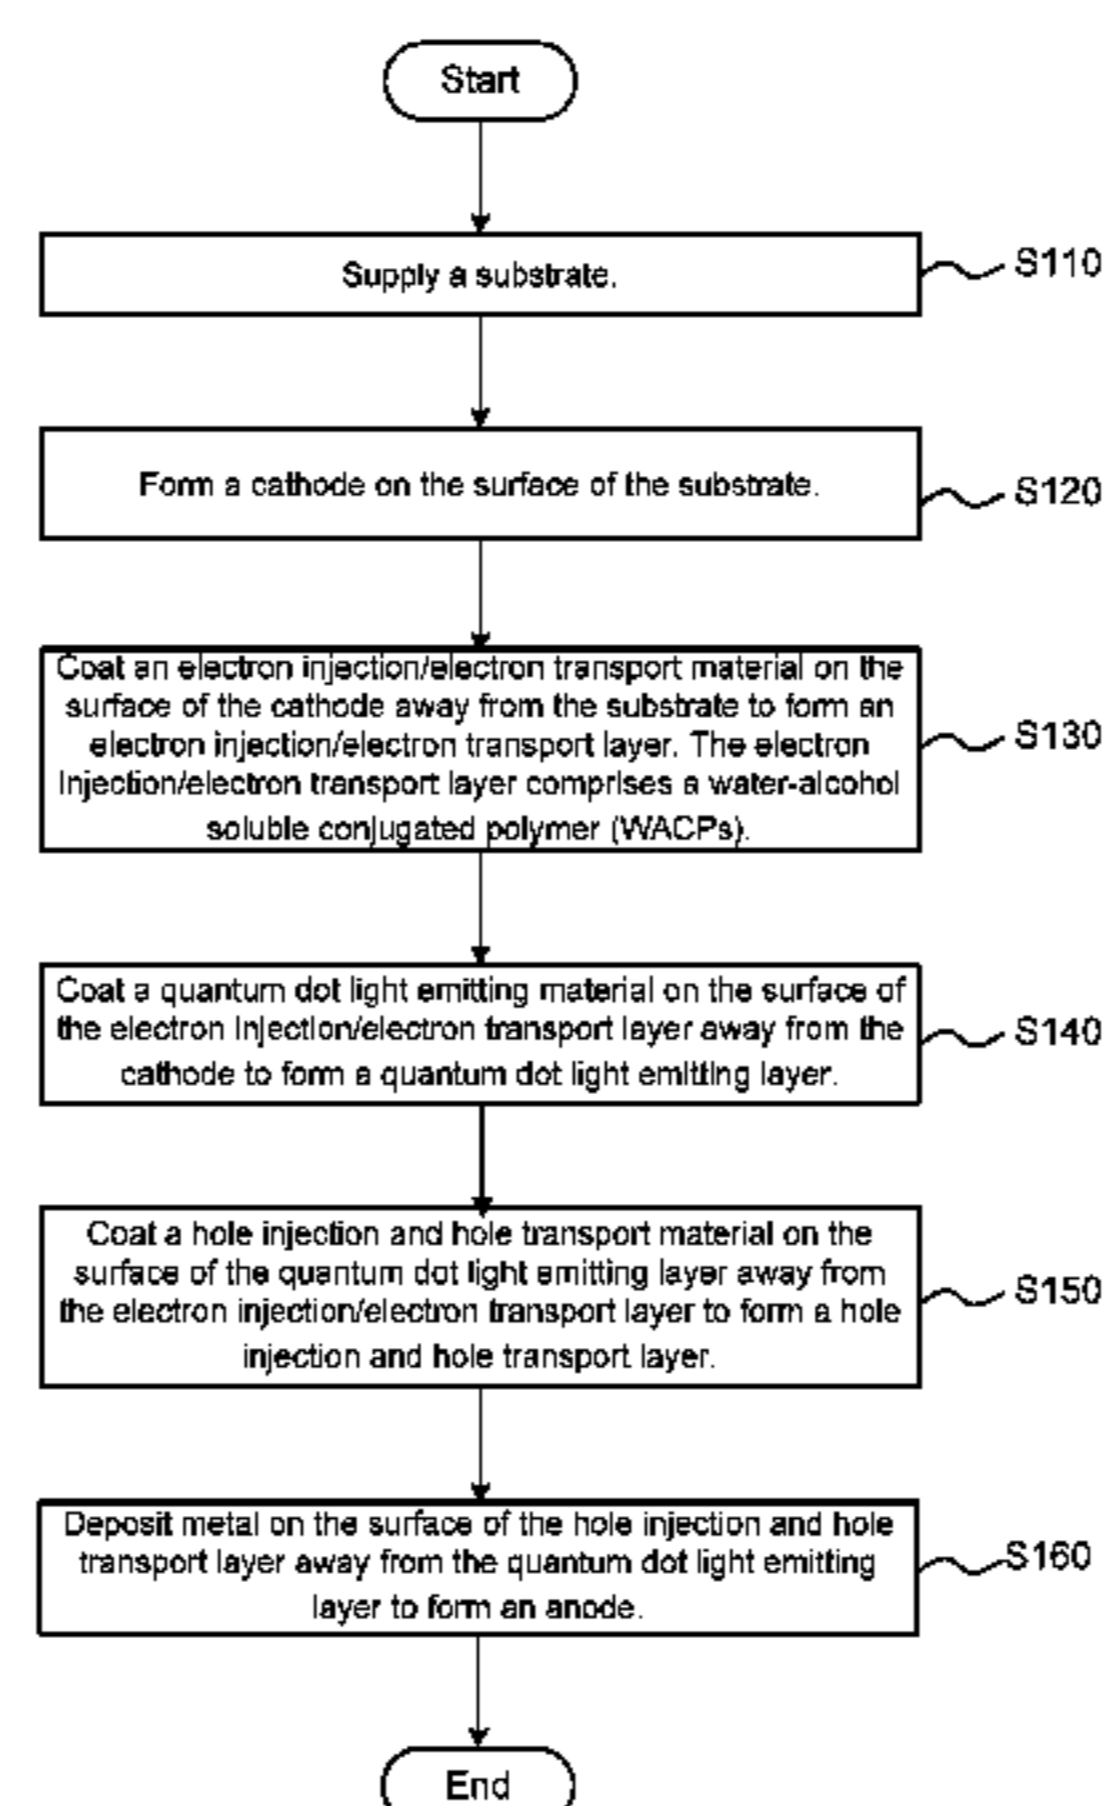 Start
Supply a substrate.
S110
Form a cathode on the surface of the substrate.
S120
Coat an electron injection/electron transport material on the
surface of the cathode away from the substrate to form an
electron injection/electron transport layer. The electron
Injection/electron transport layer comprises a water-alcohol
soluble conjugated polymer (WACPs).
S130
Coat a quantum dot light emitting material on the surface of
the electron Injection/electron transport layer away from the
cathode to form a quantum dot light emitting layer.
S140
Coat a hole injection and hole transport material on the
surface of the quantum dot light emitting layer away from
the electron injection/electron transport layer to form a hole
injection and hole transport layer.
S150
Deposit metal on the surface of the hole injection and hole
transport layer away from the quantum dot light emitting
layer to form an anode.
S160
End